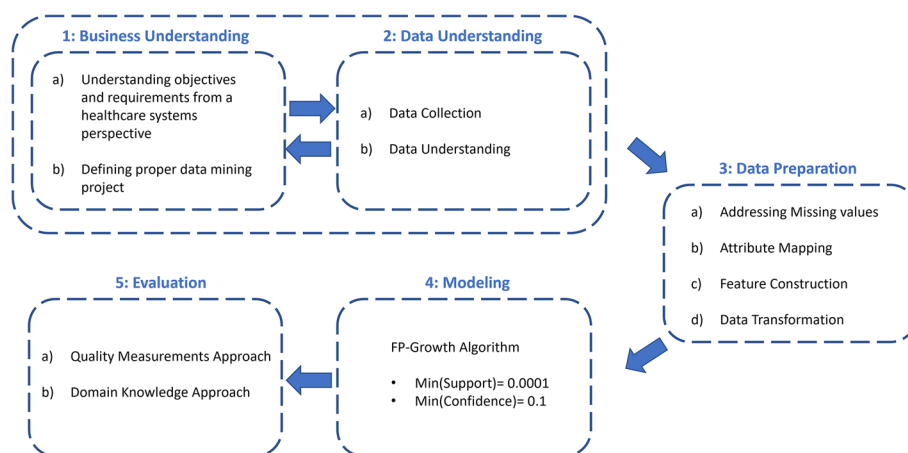 1: Business Understanding
a) Understanding objectives
and requirements from a
healthcare systems
perspective
b) Defining proper data mining
project
2: Data Understanding
a) Data Collection
b) Data Understanding
3: Data Preparation
a) Addressing Missing values
b) Attribute Mapping
c) Feature Construction
d) Data Transformation
4: Modeling
FP-Growth Algorithm
• Min(Support)= 0.0001
• Min(Confidence)= 0.1
5: Evaluation
a) Quality Measurements Approach
b) Domain Knowledge Approach